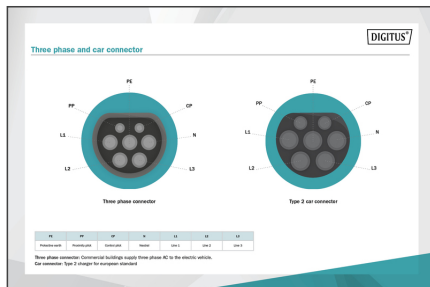 DIGITUS®
Three phase and car connector
PE
PP
CP
L1
N
L2
L3
Three phase connector
PE
PP
CP
L1
N
L2
L3
Type 2 car connector
PE PP CP N L1 L2 L3
Protective earth Proximity pilot Control pilot Neutral Line 1 Line 2 Line 3
Three phase connector: Commercial buildings supply three phase AC to the electric vehicle.
Car connector: Type 2 charger for european standard